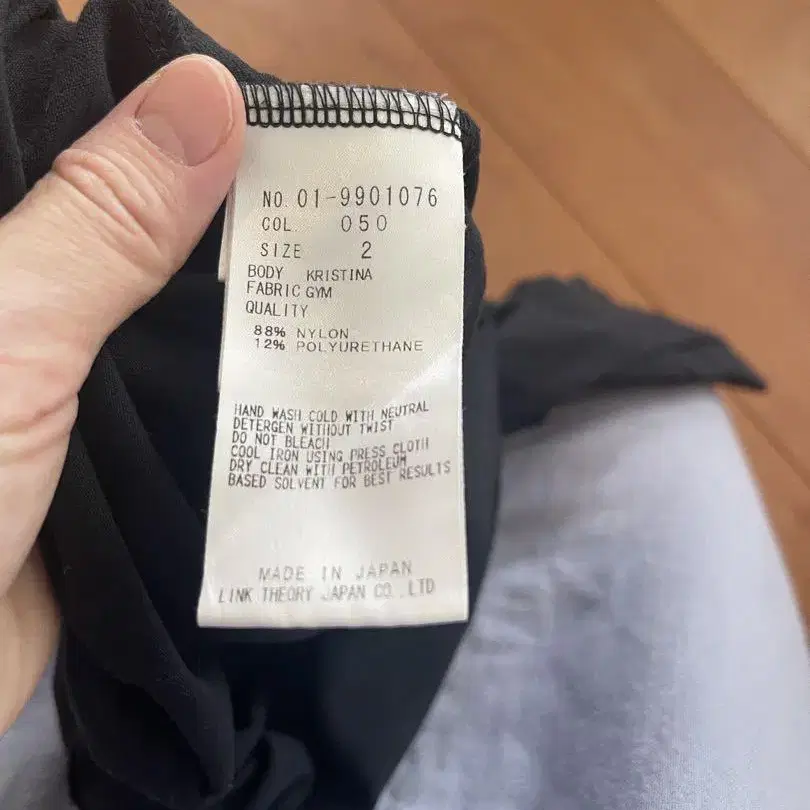 NO. 01-9901076
COL 050
SIZE 2
BODY KRISTINA
FABRIC GYM
QUALITY
88% NYLON
12% POLYURETHANE
HAND WASH COLD WITH NEUTRAL
DETERGEN WITHOUT TWIST
DO NOT BLEACH
COOL IRON USING PRESS CLOTH
DRY CLEAN WITH PETROLEUM
BASED SOLVENT FOR BEST RESULTS
MADE IN JAPAN
LINK THEORY JAPAN CO.,LTD